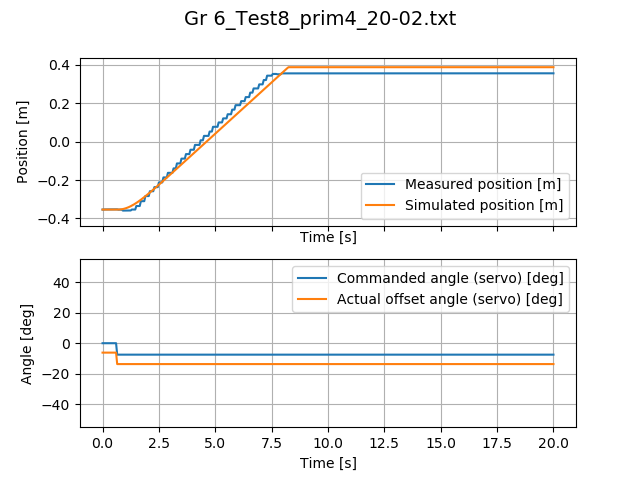 Gr 6_Test8_prim4_20-02.txt
0.4
0.2
0.0
−0.2
−0.4
Position [m]
Measured position [m]
Simulated position [m]
Time [s]
40
20
0
−20
−40
Angle [deg]
Commanded angle (servo) [deg]
Actual offset angle (servo) [deg]
0.0 2.5 5.0 7.5 10.0 12.5 15.0 17.5 20.0
Time [s]